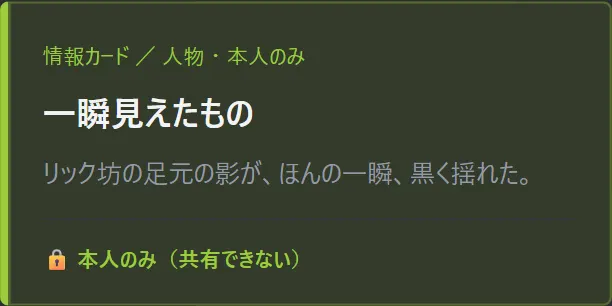 情報カード ／ 人物 · 本人のみ
一瞬見えたもの
リック坊の足元の影が、ほんの一瞬、黒く揺れた。
🔒 本人のみ（共有できない）